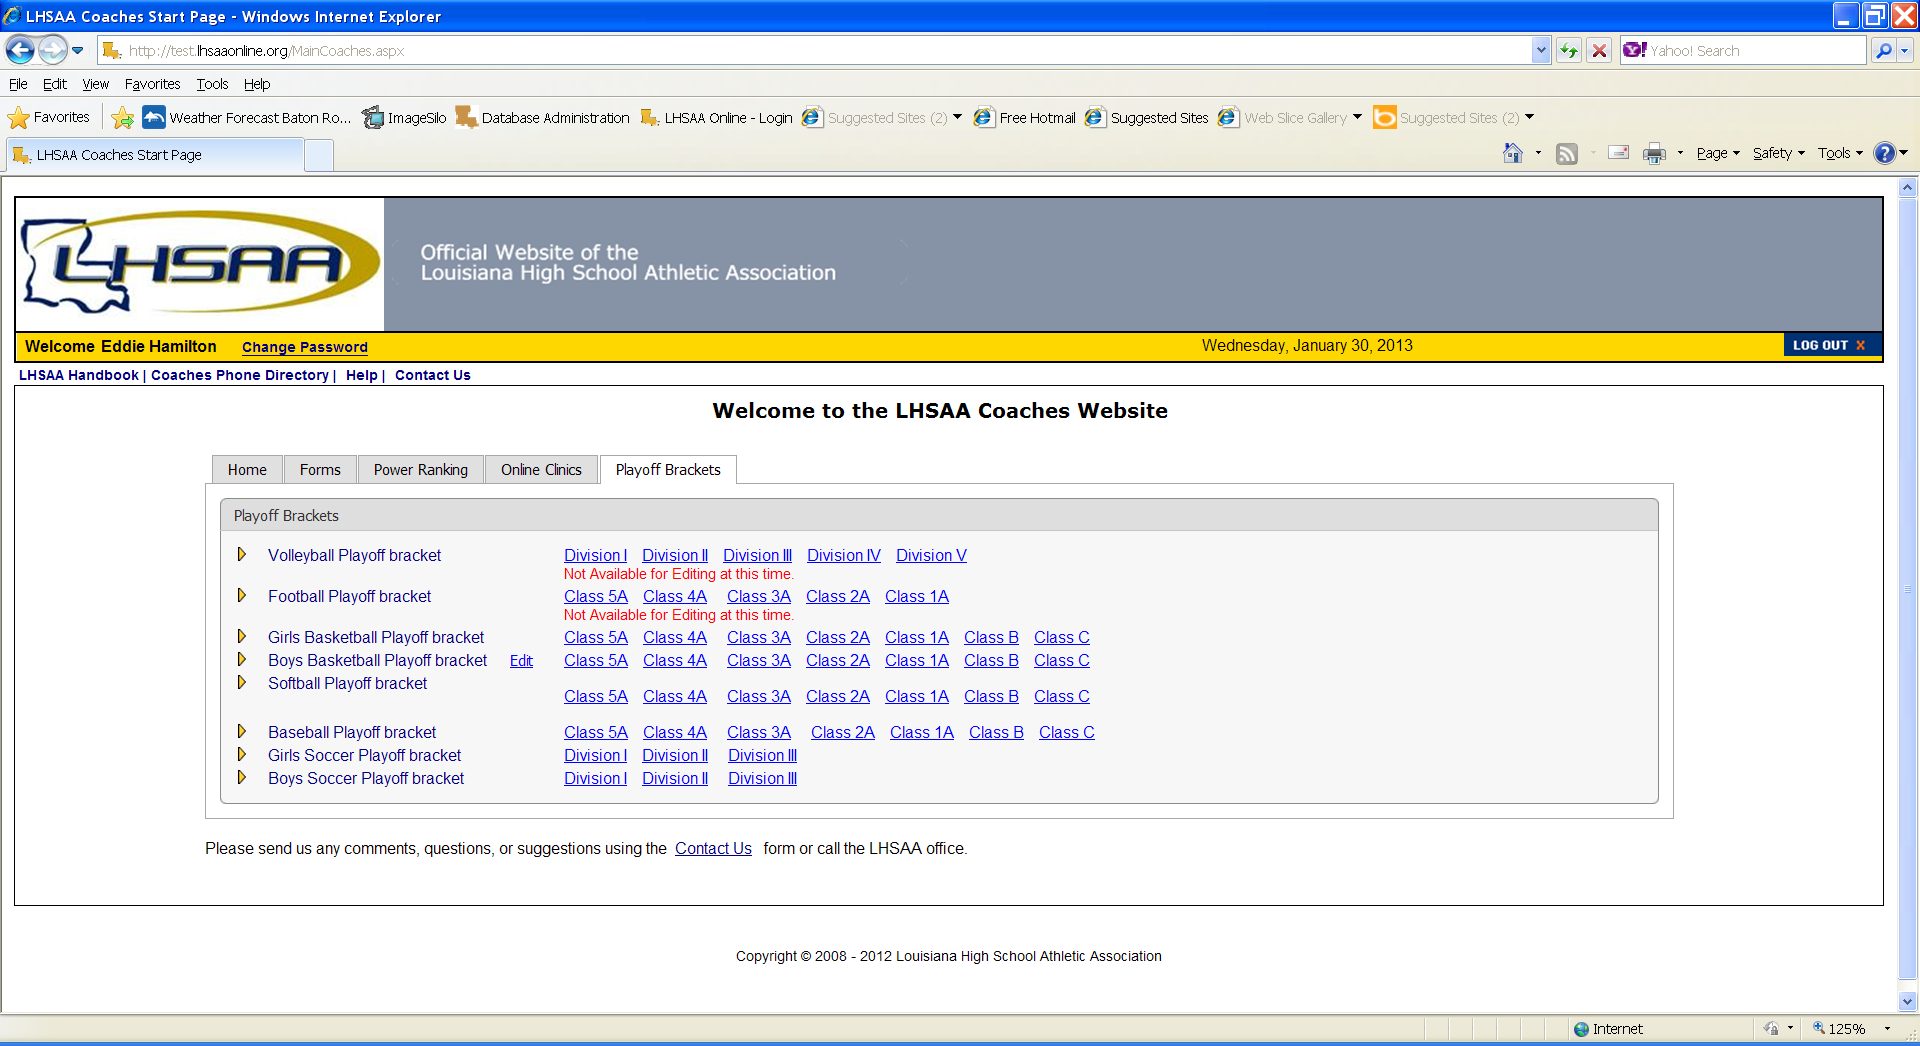 LHSAA Coaches Start Page - Windows Internet Explorer
http://test.lhsaaonline.org/MainCoaches.aspx
Yahoo! Search
File Edit View Favorites Tools Help
Favorites Weather Forecast Baton Ro... ImageSilo Database Administration LHSAA Online - Login Suggested Sites (2) Free Hotmail Suggested Sites Web Slice Gallery Suggested Sites (2)
LHSAA Coaches Start Page
Page Safety Tools
LHSAA
Official Website of the
Louisiana High School Athletic Association
Welcome Eddie Hamilton Change Password Wednesday, January 30, 2013 LOG OUT X
LHSAA Handbook | Coaches Phone Directory | Help | Contact Us
Welcome to the LHSAA Coaches Website
Home Forms Power Ranking Online Clinics Playoff Brackets
Playoff Brackets
Volleyball Playoff bracket Division I Division II Division III Division IV Division V
Not Available for Editing at this time.
Football Playoff bracket Class 5A Class 4A Class 3A Class 2A Class 1A
Not Available for Editing at this time.
Girls Basketball Playoff bracket Class 5A Class 4A Class 3A Class 2A Class 1A Class B Class C
Boys Basketball Playoff bracket Edit Class 5A Class 4A Class 3A Class 2A Class 1A Class B Class C
Softball Playoff bracket
Class 5A Class 4A Class 3A Class 2A Class 1A Class B Class C
Baseball Playoff bracket Class 5A Class 4A Class 3A Class 2A Class 1A Class B Class C
Girls Soccer Playoff bracket Division I Division II Division III
Boys Soccer Playoff bracket Division I Division II Division III
Please send us any comments, questions, or suggestions using the Contact Us form or call the LHSAA office.
Copyright © 2008 - 2012 Louisiana High School Athletic Association
Internet 125%